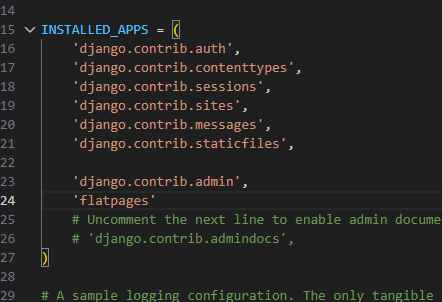 14
15 INSTALLED_APPS = (
16 'django.contrib.auth',
17 'django.contrib.contenttypes',
18 'django.contrib.sessions',
19 'django.contrib.sites',
20 'django.contrib.messages',
21 'django.contrib.staticfiles',
22
23 'django.contrib.admin',
24 'flatpages'
25 # Uncomment the next line to enable admin docume
26 # 'django.contrib.admindocs',
27 )
28
29 # A sample logging configuration. The only tangible